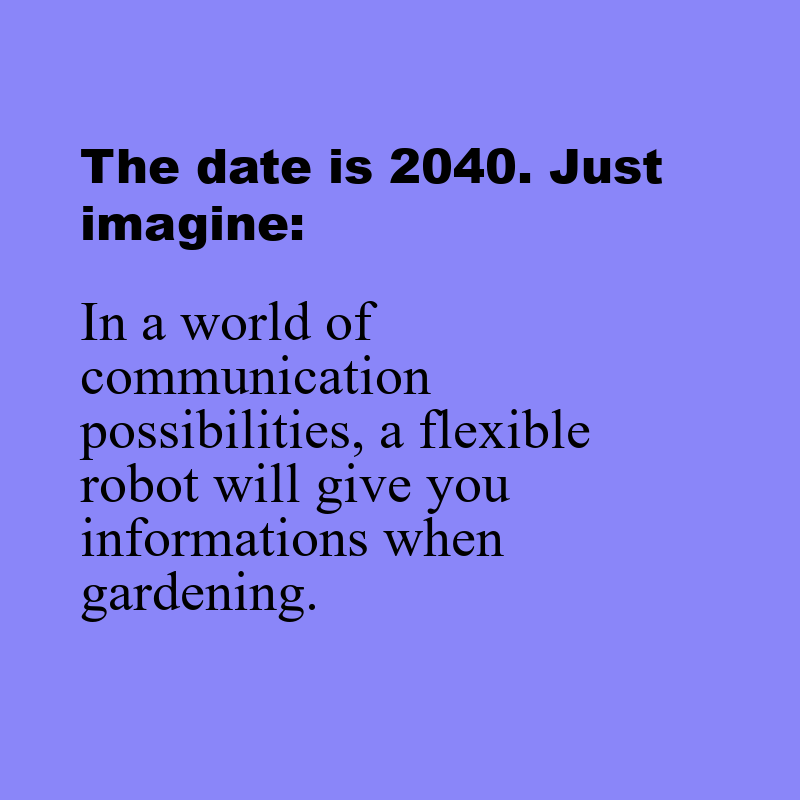 The date is 2040. Just
imagine:
In a world of
communication
possibilities, a flexible
robot will give you
informations when
gardening.